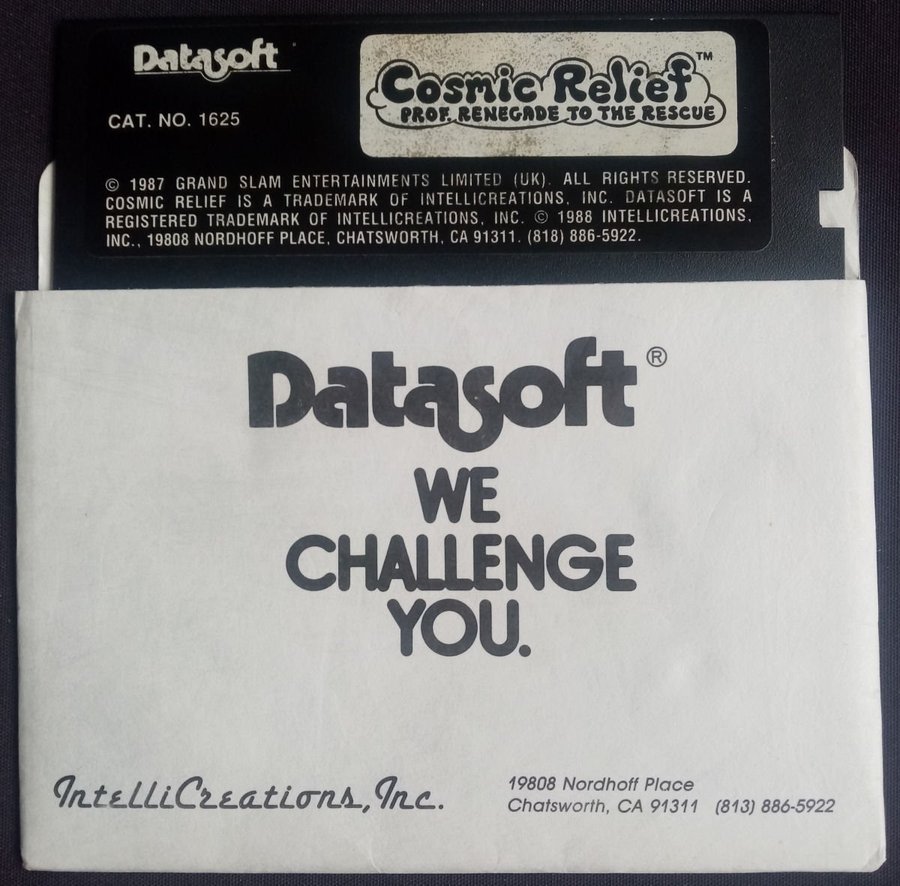 Datasoft
CAT. NO. 1625
Cosmic Relief™
PROF. RENEGADE TO THE RESCUE
© 1987 GRAND SLAM ENTERTAINMENTS LIMITED (UK). ALL RIGHTS RESERVED.
COSMIC RELIEF IS A TRADEMARK OF INTELLICREATIONS, INC. DATASOFT IS A
REGISTERED TRADEMARK OF INTELLICREATIONS, INC. © 1988 INTELLICREATIONS,
INC., 19808 NORDHOFF PLACE, CHATSWORTH, CA 91311. (818) 886-5922.
Datasoft®
WE
CHALLENGE
YOU.
IntelliCreations, Inc.
19808 Nordhoff Place
Chatsworth, CA 91311 (813) 886-5922